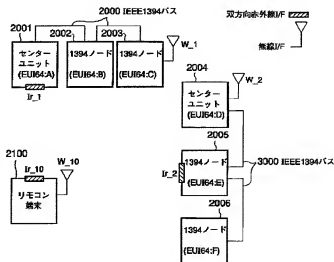 2000 IEEE1394バス
双方向赤外線I/F
無線I/F
2001
2002
2003
センター
ユニット
(EUI64:A)
1394ノード
(EUI64:B)
1394ノード
(EUI64:C)
W_1
Ir_1
2004
W_2
センター
ユニット
(EUI64:D)
2005
1394ノード
(EUI64:E)
Ir_2
3000 IEEE1394バス
2100
Ir_10
W_10
リモコン
端末
2006
1394ノード
(EUI64:F)